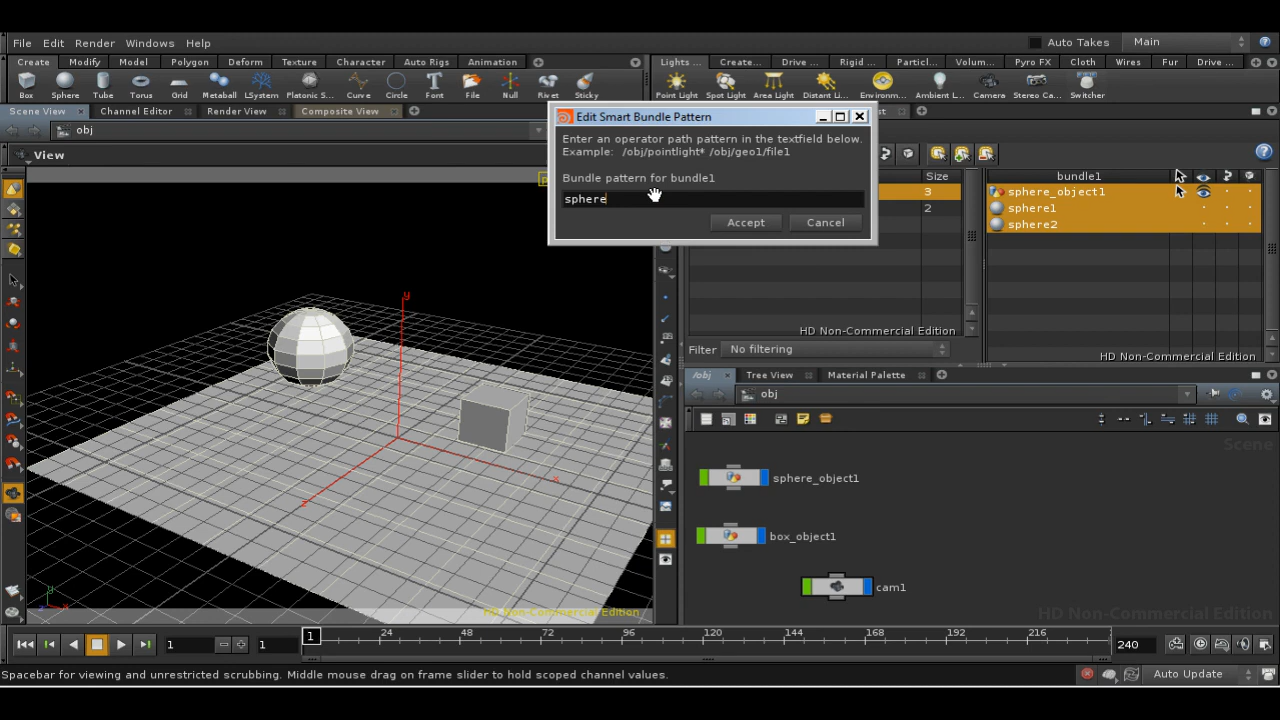 File Edit Render Windows Help
Auto Takes Main
Create Modify Model Polygon Deform Texture Character Auto Rigs Animation
Lights ... Create... Drive ... Rigid ... Particl... Volum... Pyro FX Cloth Wires Fur Drive ...
Box Sphere Tube Torus Grid Metaball LSystem Platonic S... Curve Circle Font File Null Rivet Sticky
Point Light Spot Light Area Light Distant Li... Environ... Ambient L... Stereo Ca... Switcher
Scene View Channel Editor Render View Composite View
obj
View
Edit Smart Bundle Pattern
Enter an operator path pattern in the textfield below.
Example: /obj/pointlight* /obj/geo1/file1
Bundle pattern for bundle1
sphere
Accept Cancel
Size
3
2
bundle1
sphere_object1
sphere1
sphere2
HD Non-Commercial Edition
Filter No filtering
HD Non-Commercial Edition
/obj Tree View Material Palette
obj
Scene
sphere_object1
box_object1
cam1
HD Non-Commercial Edition
y
x
z
y
z x
HD Non-Commercial Edition
1 1 1 24 48 72 96 120 144 168 192 216 240
Spacebar for viewing and unrestricted scrubbing. Middle mouse drag on frame slider to hold scoped channel values.
Auto Update